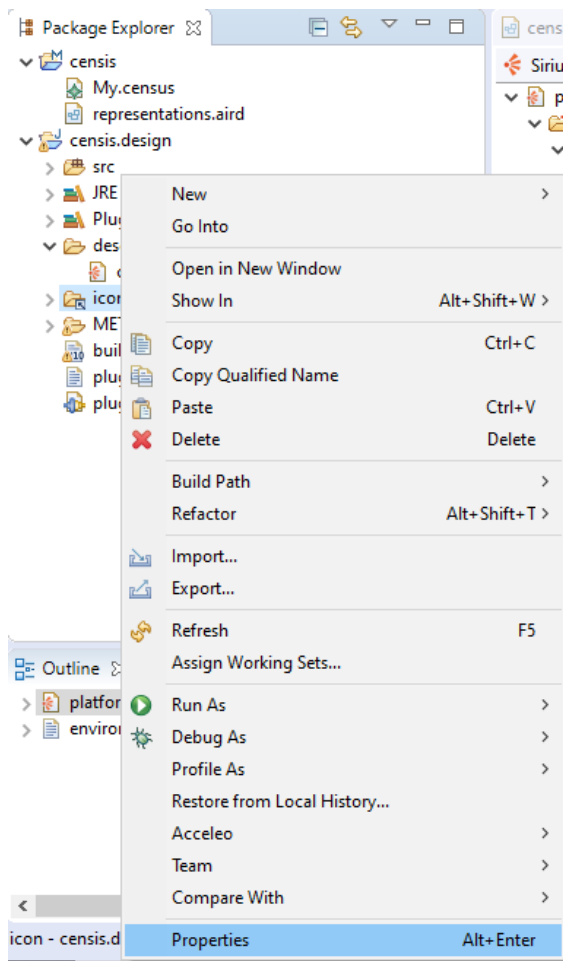 Package Explorer
censis
My.census
representations.aird
censis.design
src
JRE
Plug
des
icon
MET
buil
plug
plug
cens
Siriu
p
New
Go Into
Open in New Window
Show In Alt+Shift+W
Copy Ctrl+C
Copy Qualified Name
Paste Ctrl+V
Delete Delete
Build Path
Refactor Alt+Shift+T
Import...
Export...
Refresh F5
Assign Working Sets...
Run As
Debug As
Profile As
Restore from Local History...
Acceleo
Team
Compare With
Properties Alt+Enter
Outline
platfor
environ
icon - censis.d